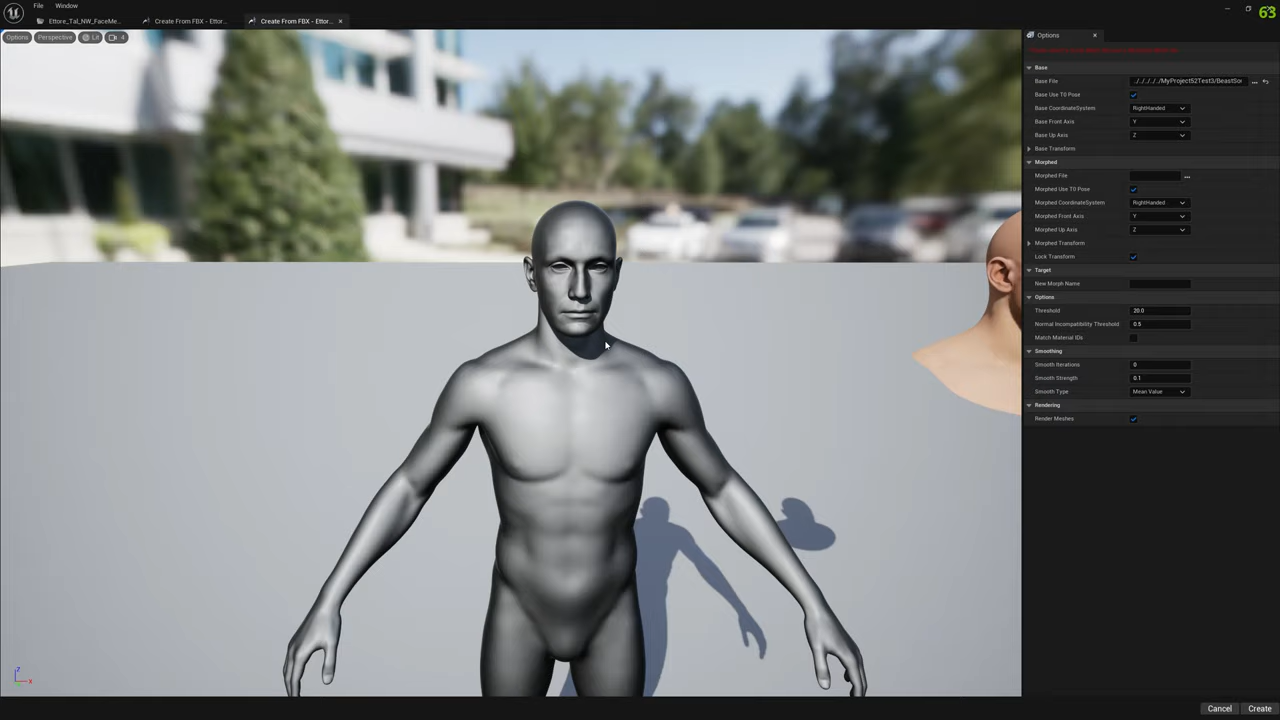 File
Window
63
Ettore_Tal_NW_FaceMe...
Create From FBX - Ettor...
Create From FBX - Ettor...
Options
Perspective
Lit
4
Options
Base
Base File
../../../../../MyProject52Test3/BeastSou
Base Use T0 Pose
Base CoordinateSystem
RightHanded
Base Front Axis
Y
Base Up Axis
Z
Base Transform
Morphed
Morphed File
Morphed Use T0 Pose
Morphed CoordinateSystem
RightHanded
Morphed Front Axis
Y
Morphed Up Axis
Z
Morphed Transform
Lock Transform
Target
New Morph Name
Options
Threshold
20.0
Normal Incompatibility Threshold
0.5
Match Material IDs
Smoothing
Smooth Iterations
0
Smooth Strength
0.1
Smooth Type
Mean Value
Rendering
Render Meshes
Z
X
Cancel
Create